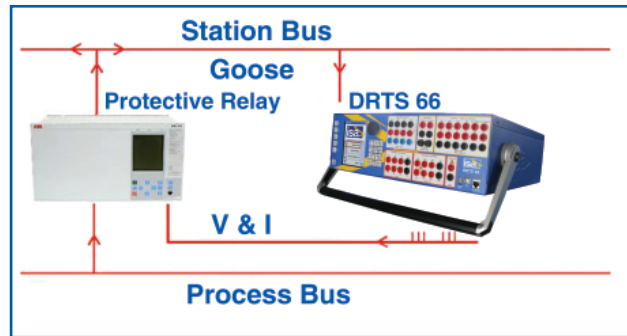 Station Bus
Goose
Protective Relay
DRTS 66
V & I
Process Bus